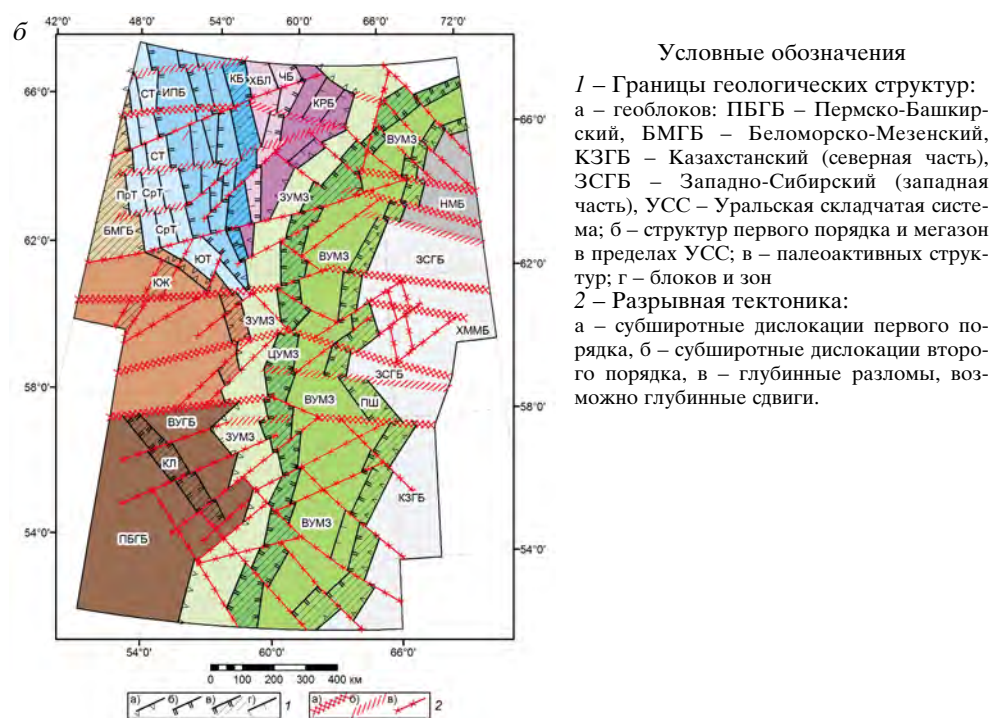 б
42°0' 48°0' 54°0' 60°0' 66°0' 72°0'
66°0'
62°0'
58°0'
54°0'
66°0'
62°0'
58°0'
54°0'
54°0' 60°0' 66°0'
СТ ИПБ КБ ХБЛ ЧБ
КРБ
ВУМЗ
СТ
ПрТ СрТ ЗУМЗ
НМБ
БМГБ СрТ
ЮТ ВУМЗ ЗСГБ
ЮЖ
ЗУМЗ ХММБ
ЦУМЗ
ЗСГБ
ВУМЗ ПШ
ВУГБ
ЗУМЗ
КЛ
КЗГБ
ВУМЗ
ПБГБ
0 100 200 300 400 км
а) б) в) г) 1 а) б) в) 2
Условные обозначения
1 – Границы геологических структур:
а – геоблоков: ПБГБ – Пермско-Башкир-
ский, БМГБ – Беломорско-Мезенский,
КЗГБ – Казахстанский (северная часть),
ЗСГБ – Западно-Сибирский (западная
часть), УСС – Уральская складчатая систе-
ма; б – структур первого порядка и мегазон
в пределах УСС; в – палеоактивных струк-
тур; г – блоков и зон
2 – Разрывная тектоника:
а – субширотные дислокации первого по-
рядка, б – субширотные дислокации второ-
го порядка, в – глубинные разломы, воз-
можно глубинные сдвиги.